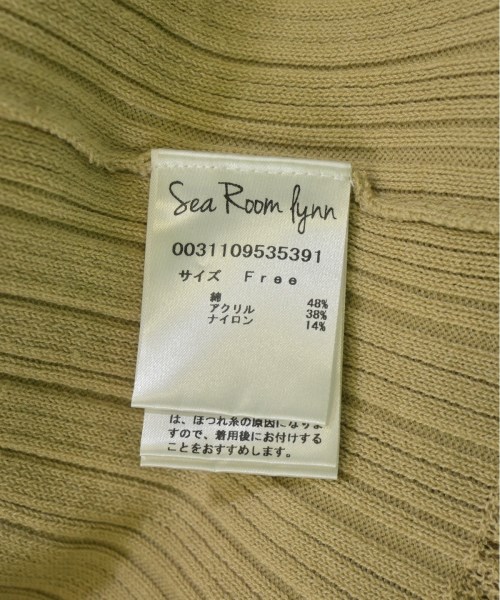 Sea Room lynn
0031109535391
サイズ Free
綿 48%
アクリル 38%
ナイロン 14%
は、ほつれ糸の原因になりま
すので、着用後にお付けする
ことをおすすめします。